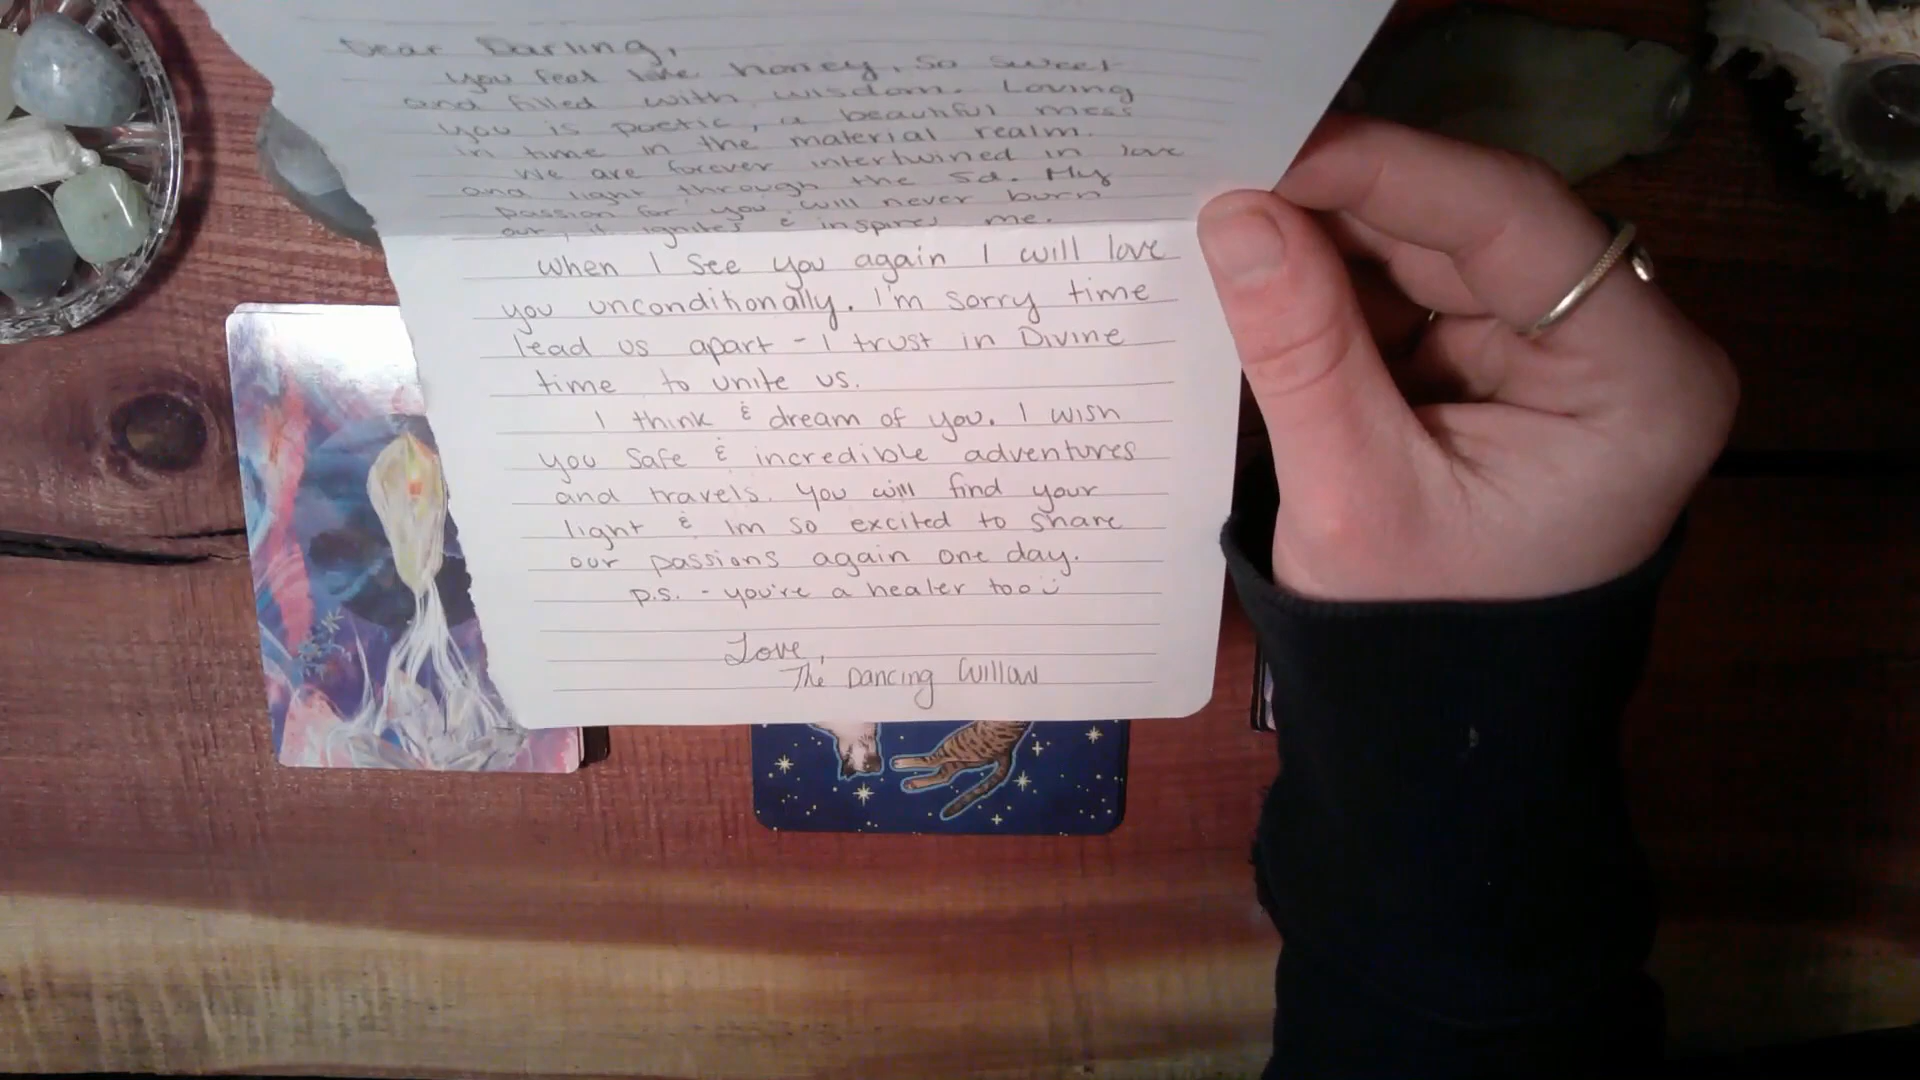 Dear Darling,
You feel like honey, so sweet
and filled with wisdom. Loving
you is poetic, a beautiful mess
in time in the material realm.
We are forever intertwined in love
and light through the 5d. My
passion for you will never burn
out, it ignites & inspires me.
When I see you again I will love
you unconditionally. I'm sorry time
lead us apart - I trust in Divine
time to unite us.
I think & dream of you. I wish
you safe & incredible adventures
and travels. You will find your
light & Im so excited to share
our passions again one day.
p.s. - you're a healer too
Love,
The Dancing Willow